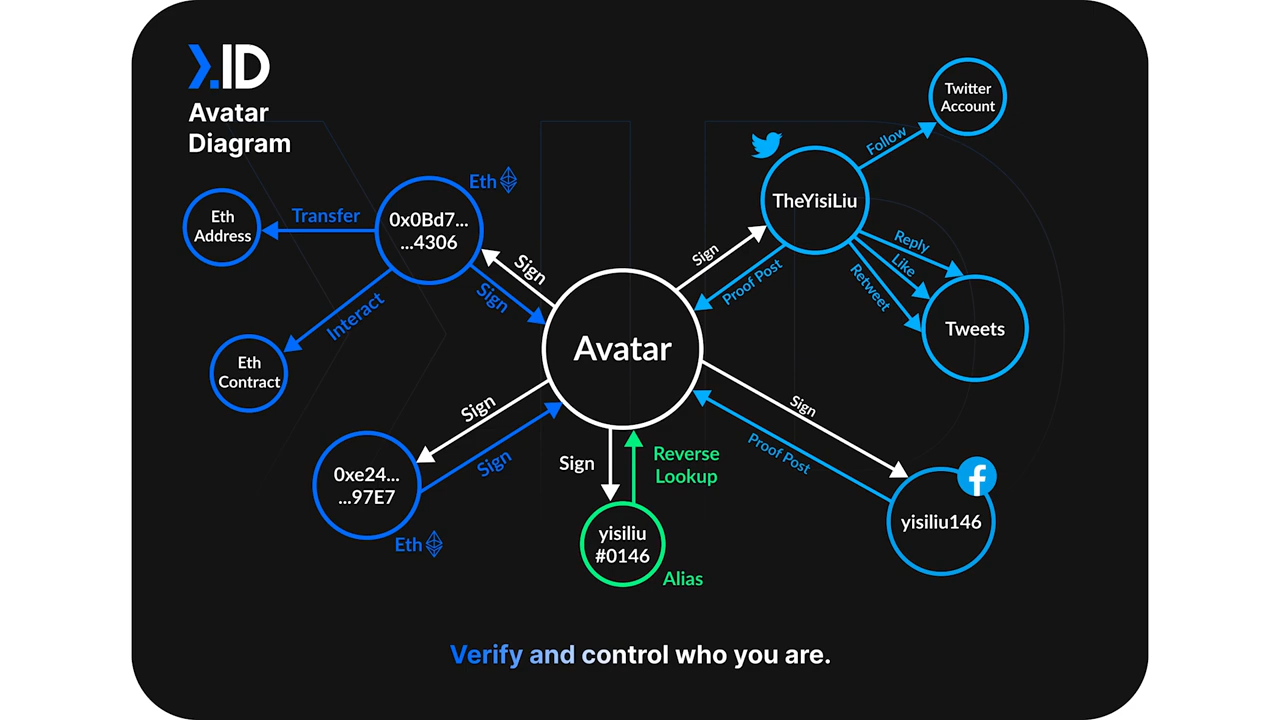 .ID
Avatar
Diagram
Twitter
Account
Follow
TheYisiLiu
Eth
0x0Bd7...
...4306
Transfer
Eth
Address
Interact
Eth
Contract
Sign
Sign
Sign
Proof Post
Reply
Like
Retweet
Tweets
Avatar
Sign
Sign
0xe24...
...97E7
Eth
Sign
Reverse
Lookup
yisiliu
#0146
Alias
Sign
Proof Post
f
yisiliu146
Verify and control who you are.